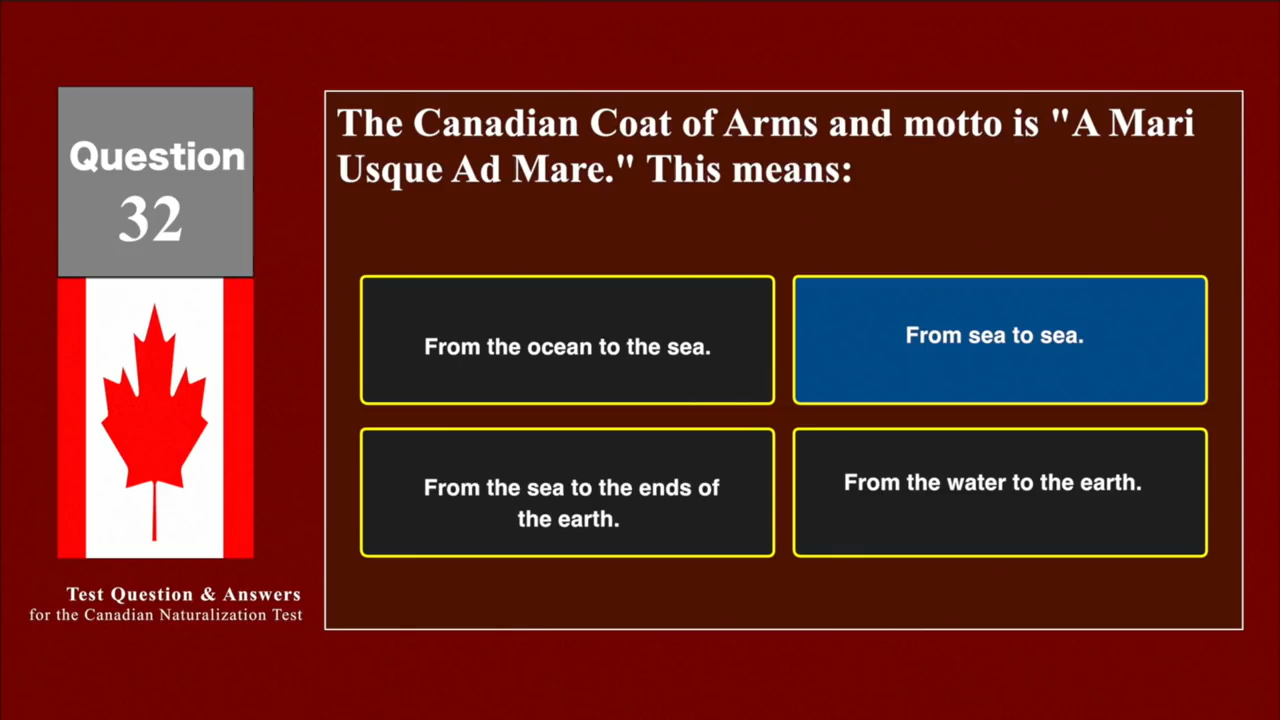 Question
32
The Canadian Coat of Arms and motto is "A Mari
Usque Ad Mare." This means:
From the ocean to the sea.
From sea to sea.
From the sea to the ends of
the earth.
From the water to the earth.
Test Question & Answers
for the Canadian Naturalization Test